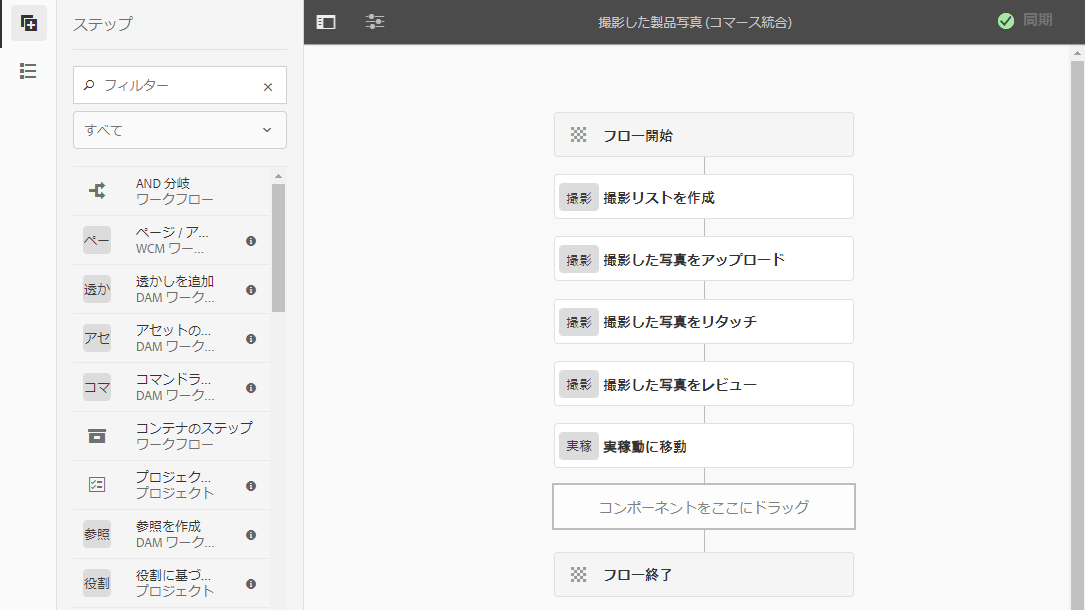 ステップ
撮影した製品写真 (コマース統合)
同期
フィルター
すべて
AND 分岐
ワークフロー
ペー
ページ / ア...
WCM ワー...
透か
透かしを追加
DAM ワーク...
アセ
アセットの...
DAM ワーク...
コマ
コマンドラ...
DAM ワーク...
コンテナのステップ
ワークフロー
プロジェク...
プロジェクト
参照
参照を作成
DAM ワーク...
役割
役割に基づ...
プロジェクト
フロー開始
撮影 撮影リストを作成
撮影 撮影した写真をアップロード
撮影 撮影した写真をリタッチ
撮影 撮影した写真をレビュー
実稼 実稼動に移動
コンポーネントをここにドラッグ
フロー終了